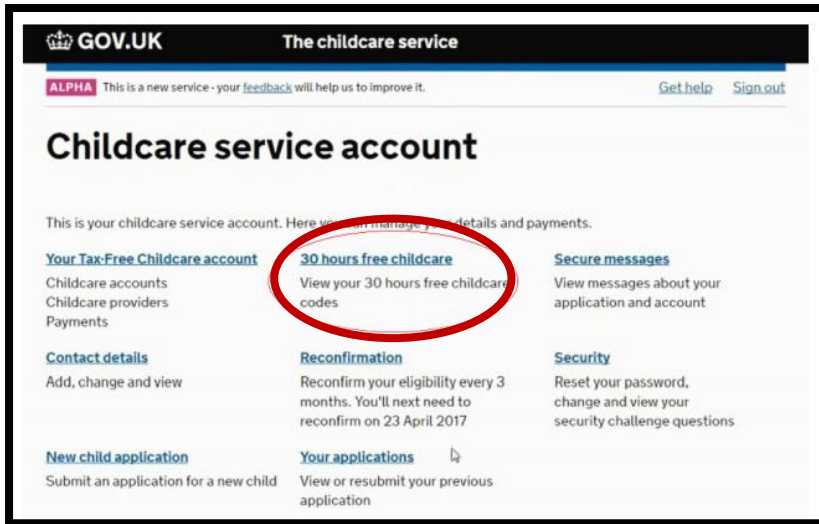 GOV.UK The childcare service
ALPHA This is a new service - your feedback will help us to improve it. Get help Sign out
Childcare service account
This is your childcare service account. Here you can manage your details and payments.
Your Tax-Free Childcare account 30 hours free childcare Secure messages
Childcare accounts View your 30 hours free childcare View messages about your
Childcare providers codes application and account
Payments
Contact details Reconfirmation Security
Add, change and view Reconfirm your eligibility every 3 Reset your password,
months. You'll next need to change and view your
reconfirm on 23 April 2017 security challenge questions
New child application Your applications
Submit an application for a new child View or resubmit your previous
application